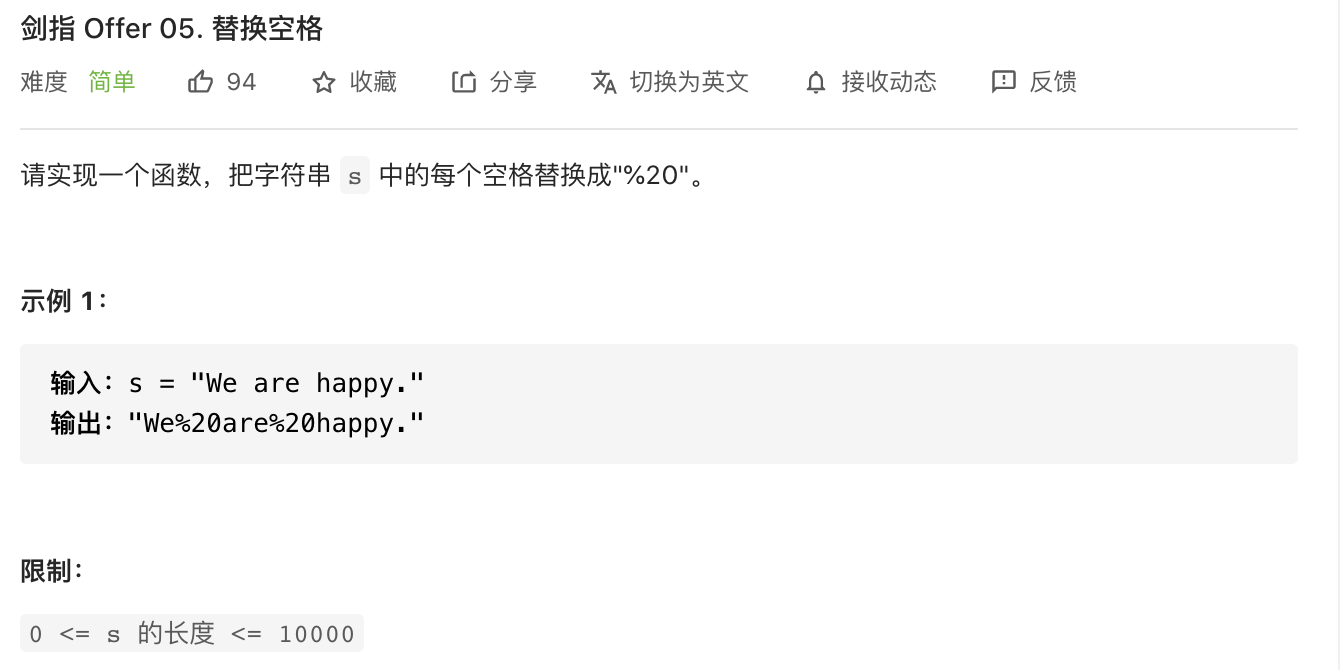 剑指 Offer 05. 替换空格
难度 简单 94 收藏 分享 切换为英文 接收动态 反馈
请实现一个函数，把字符串 s 中的每个空格替换成"%20"。
示例 1：
输入：s = "We are happy."
输出："We%20are%20happy."
限制：
0 <= s 的长度 <= 10000